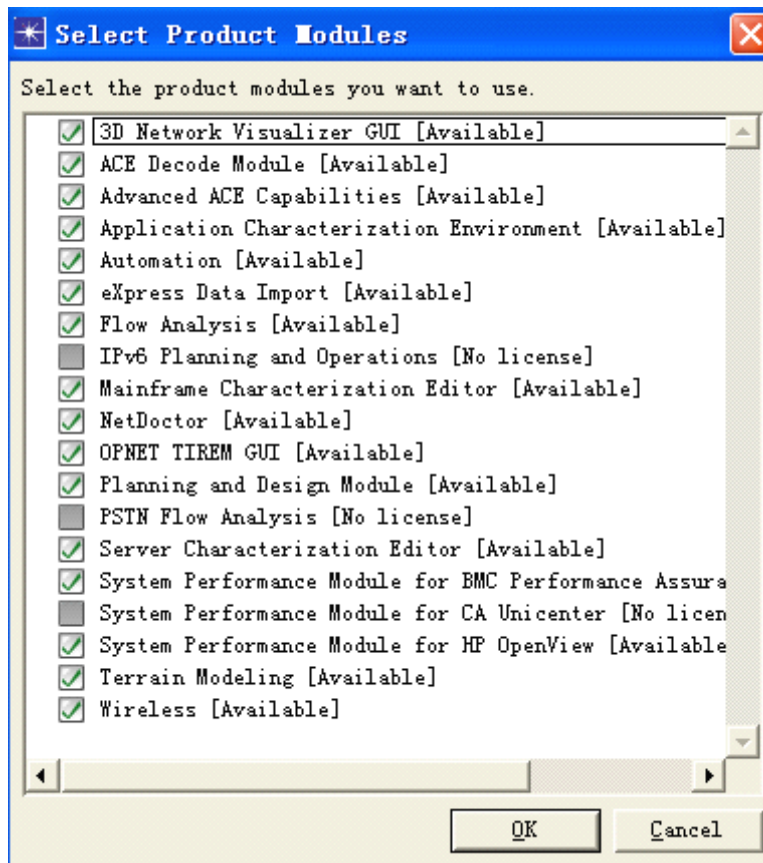 Select Product Modules
Select the product modules you want to use.
3D Network Visualizer GUI [Available]
ACE Decode Module [Available]
Advanced ACE Capabilities [Available]
Application Characterization Environment [Available]
Automation [Available]
eXpress Data Import [Available]
Flow Analysis [Available]
IPv6 Planning and Operations [No license]
Mainframe Characterization Editor [Available]
NetDoctor [Available]
OPNET TIREM GUI [Available]
Planning and Design Module [Available]
PSTN Flow Analysis [No license]
Server Characterization Editor [Available]
System Performance Module for BMC Performance Assura
System Performance Module for CA Unicenter [No licen
System Performance Module for HP OpenView [Available
Terrain Modeling [Available]
Wireless [Available]
OK Cancel